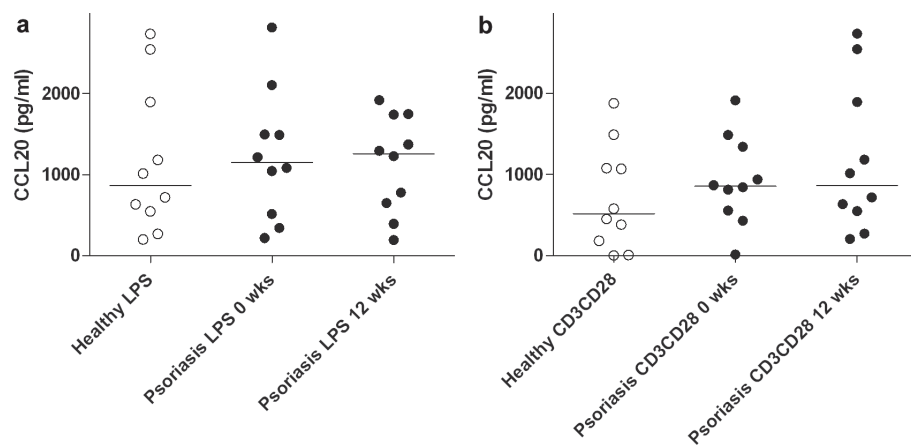 a
CCL20 (pg/ml)
2000
1000
0
Healthy LPS
Psoriasis LPS 0 wks
Psoriasis LPS 12 wks
b
CCL20 (pg/ml)
2000
1000
0
Healthy CD3CD28
Psoriasis CD3CD28 0 wks
Psoriasis CD3CD28 12 wks